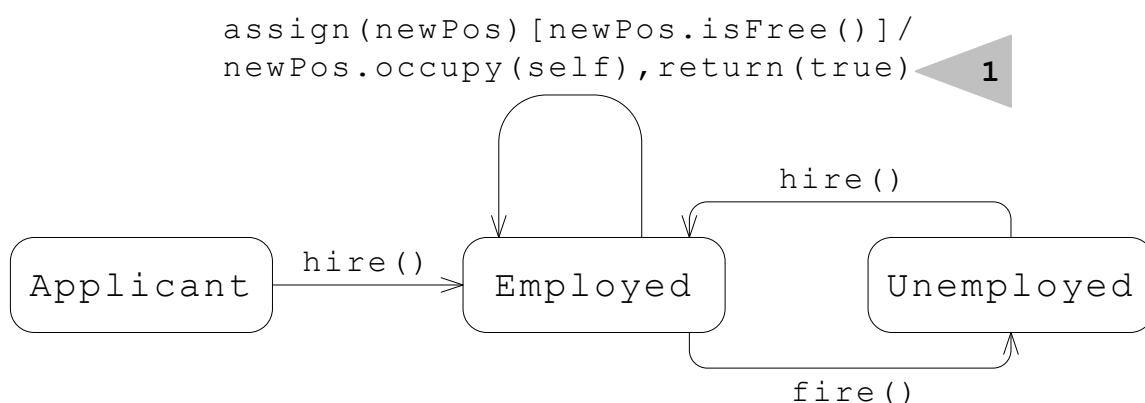 assign(newPos)[newPos.isFree()]/
newPos.occupy(self),return(true)
1
hire()
hire()
Applicant
Employed
Unemployed
fire()